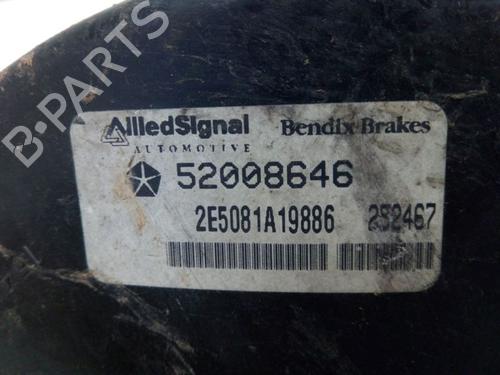 B-PARTS
AlliedSignal Bendix Brakes
AUTOMOTIVE
52008646
2E5081A19886 252467